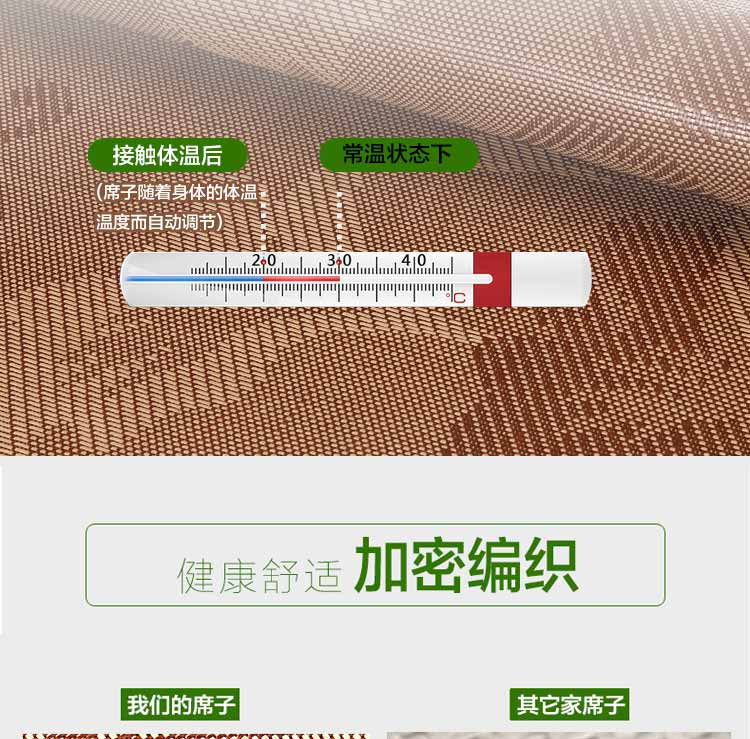 接触体温后
常温状态下
(席子随着身体的体温
温度而自动调节)
20 30 40
°C
健康舒适 加密编织
我们的席子
其它家席子